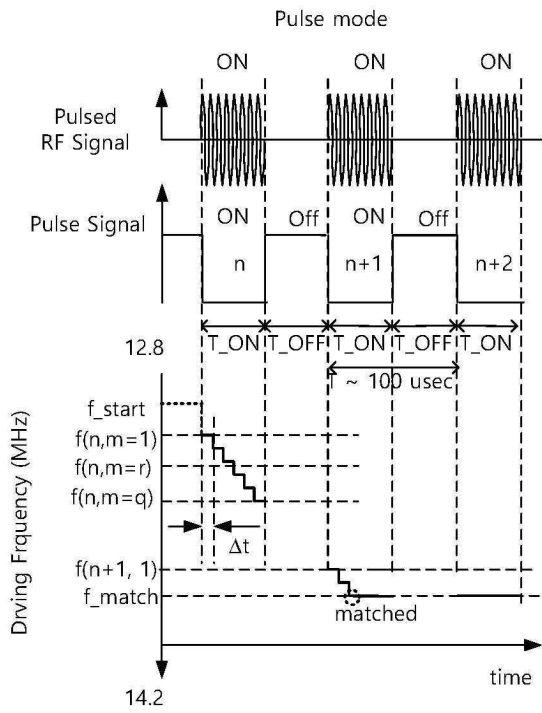 Pulse mode
ON ON ON
Pulsed
RF Signal
Pulse Signal
ON Off ON Off
n n+1 n+2
T_ON T_OFF T_ON T_OFF T_ON
12.8
T ~ 100 usec
f_start
f(n,m=1)
f(n,m=r)
f(n,m=q)
Δt
f(n+1, 1)
f_match
matched
Drving Frquency (MHz)
time
14.2